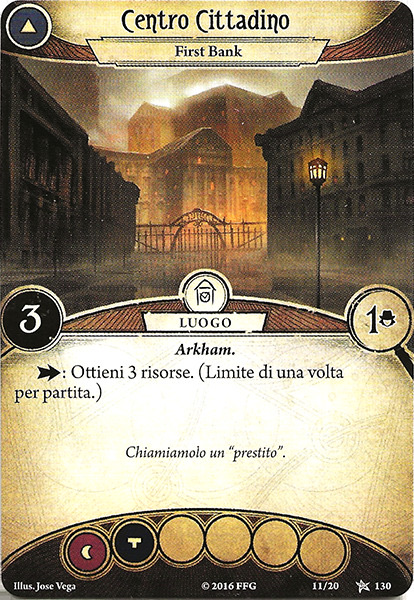 Centro Cittadino
First Bank
3
LUOGO
1
Arkham.
: Ottieni 3 risorse. (Limite di una volta
per partita.)
Chiamiamolo un “prestito”.
Illus. Jose Vega
© 2016 FFG
11/20
130